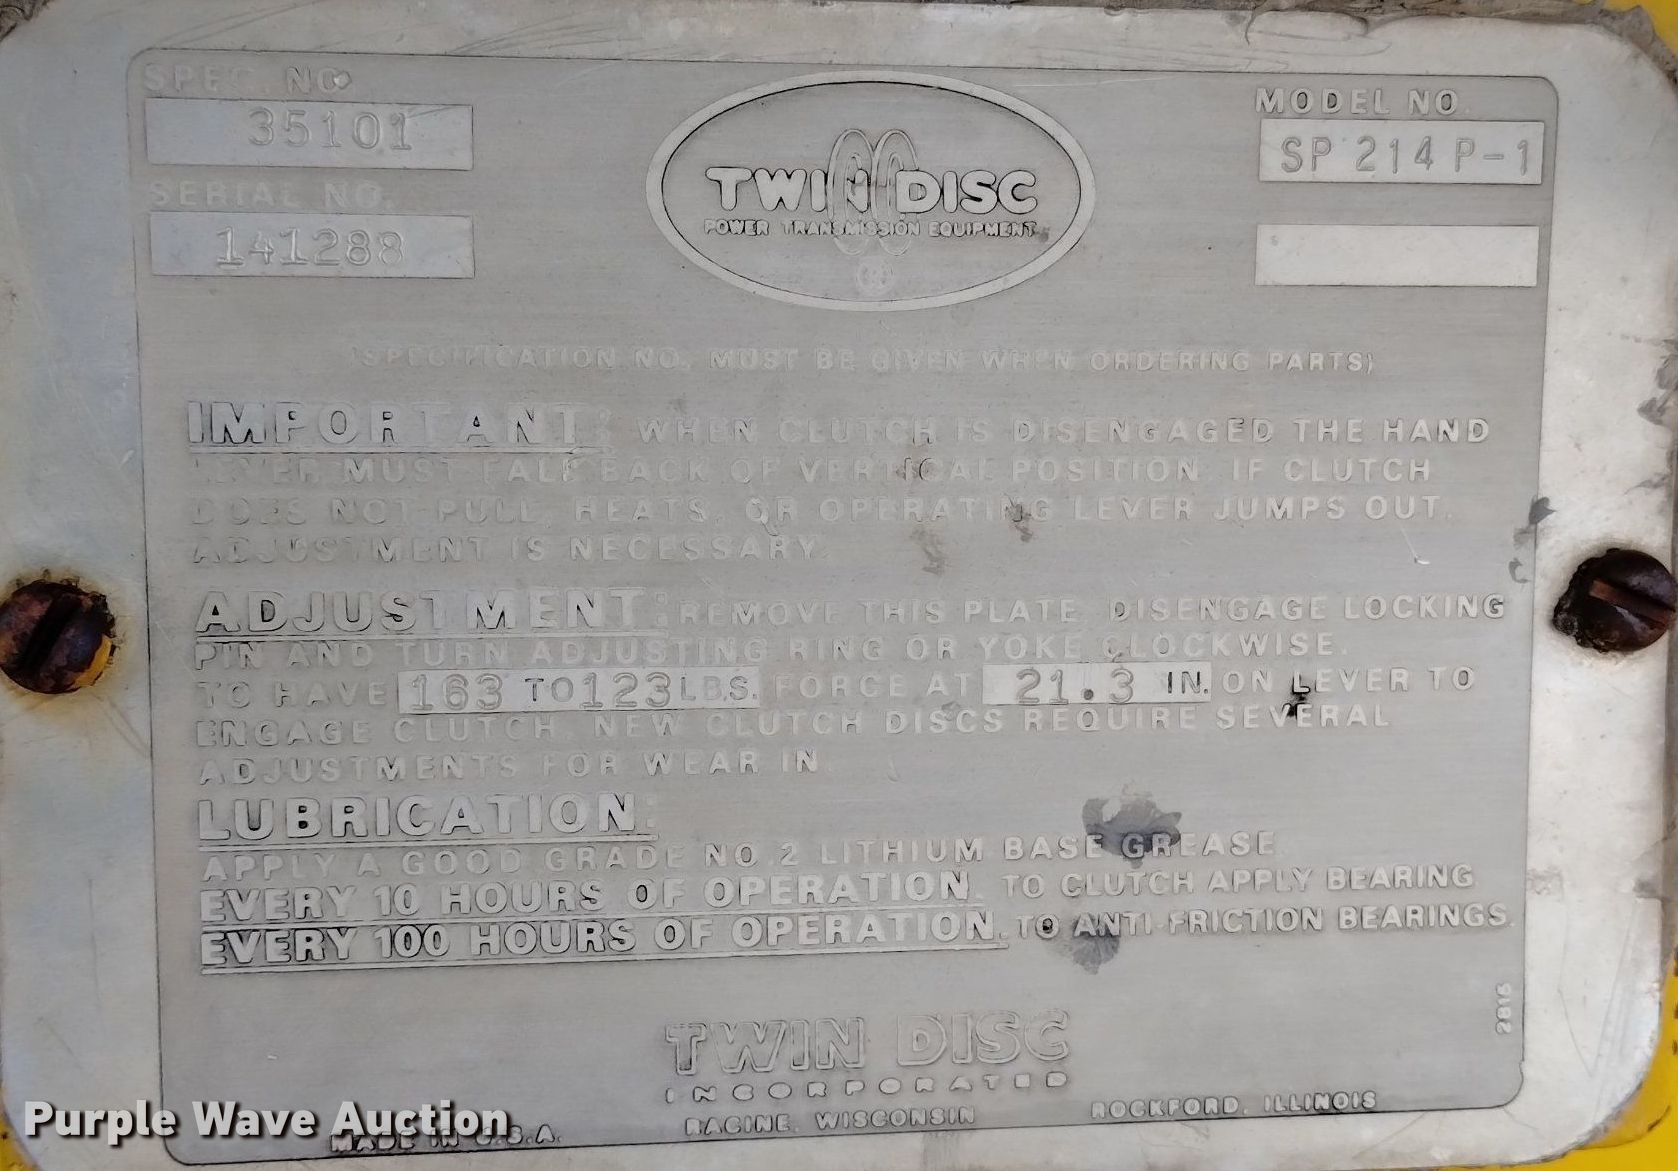 SPEC. NO.
35101
SERIAL NO.
141288
TWIN DISC
POWER TRANSMISSION EQUIPMENT
MODEL NO.
SP 214 P-1
(SPECIFICATION NO. MUST BE GIVEN WHEN ORDERING PARTS)
IMPORTANT: WHEN CLUTCH IS DISENGAGED THE HAND
LEVER MUST FALL BACK OF VERTICAL POSITION. IF CLUTCH
DOES NOT PULL, HEATS, OR OPERATING LEVER JUMPS OUT.
ADJUSTMENT IS NECESSARY.
ADJUSTMENT: REMOVE THIS PLATE, DISENGAGE LOCKING
PIN AND TURN ADJUSTING RING OR YOKE CLOCKWISE.
TO HAVE 163 TO 123 LBS. FORCE AT 21.3 IN. ON LEVER TO
ENGAGE CLUTCH. NEW CLUTCH DISCS REQUIRE SEVERAL
ADJUSTMENTS FOR WEAR IN.
LUBRICATION:
APPLY A GOOD GRADE NO. 2 LITHIUM BASE GREASE.
EVERY 10 HOURS OF OPERATION. TO CLUTCH APPLY BEARING
EVERY 100 HOURS OF OPERATION. TO ANTI-FRICTION BEARINGS.
2815
TWIN DISC
INCORPORATED
RACINE, WISCONSIN
ROCKFORD, ILLINOIS
MADE IN U.S.A.
Purple Wave Auction